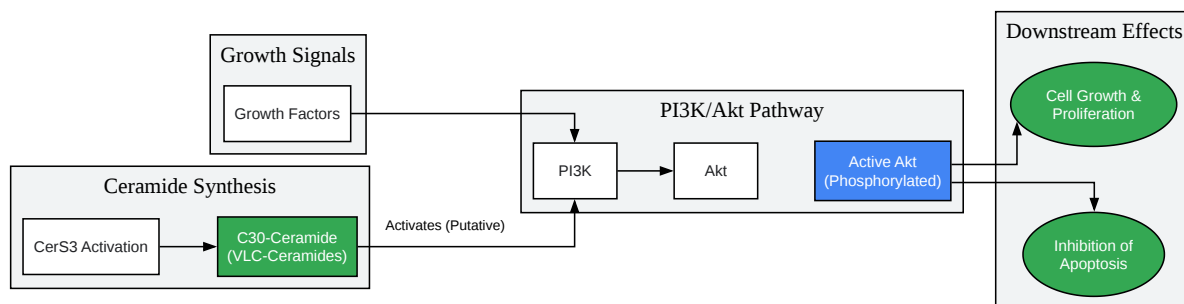 Growth Signals
Growth Factors
Ceramide Synthesis
CerS3 Activation
C30-Ceramide
(VLC-Ceramides)
Activates (Putative)
PI3K/Akt Pathway
PI3K
Akt
Active Akt
(Phosphorylated)
Downstream Effects
Cell Growth &
Proliferation
Inhibition of
Apoptosis